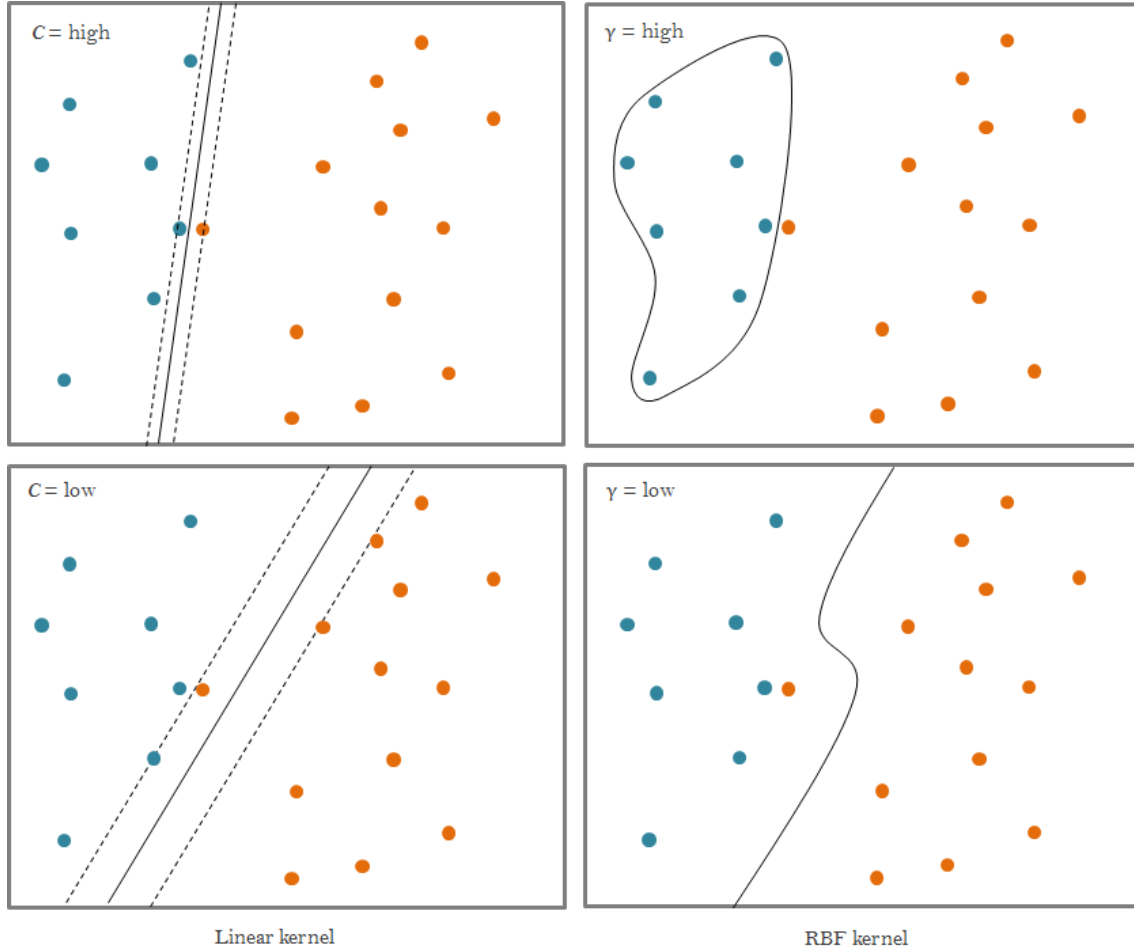 C = high
γ = high
C = low
γ = low
Linear kernel
RBF kernel